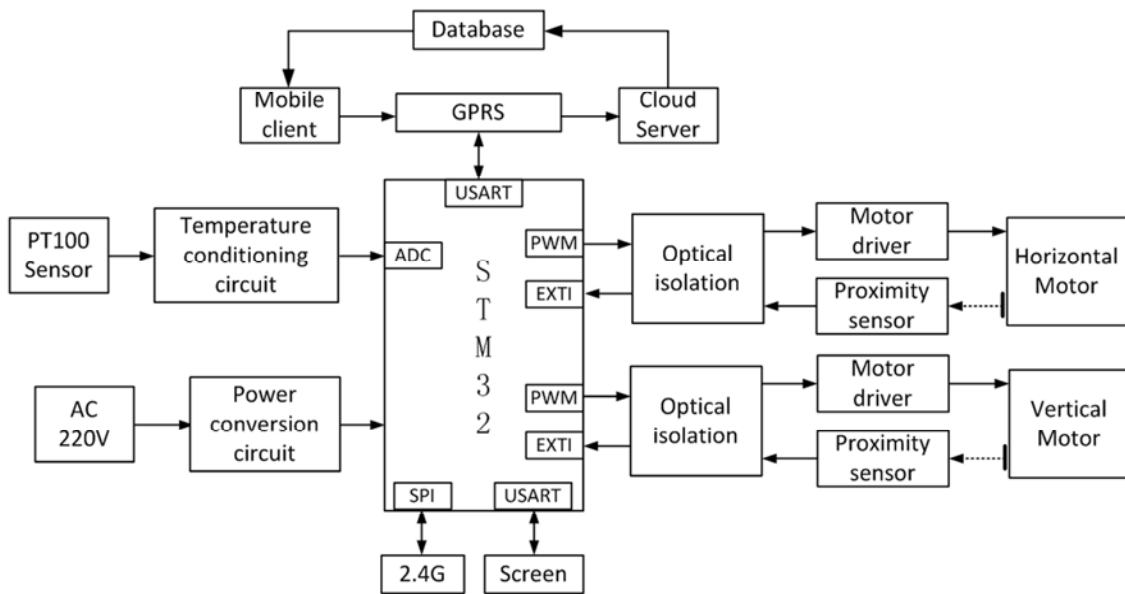 Database
Mobile
client
GPRS
Cloud
Server
USART
PT100
Sensor
Temperature
conditioning
circuit
ADC
STM32
PWM
EXTI
Optical
isolation
Motor
driver
Proximity
sensor
Horizontal
Motor
AC
220V
Power
conversion
circuit
PWM
EXTI
Optical
isolation
Motor
driver
Proximity
sensor
Vertical
Motor
SPI
USART
2.4G
Screen